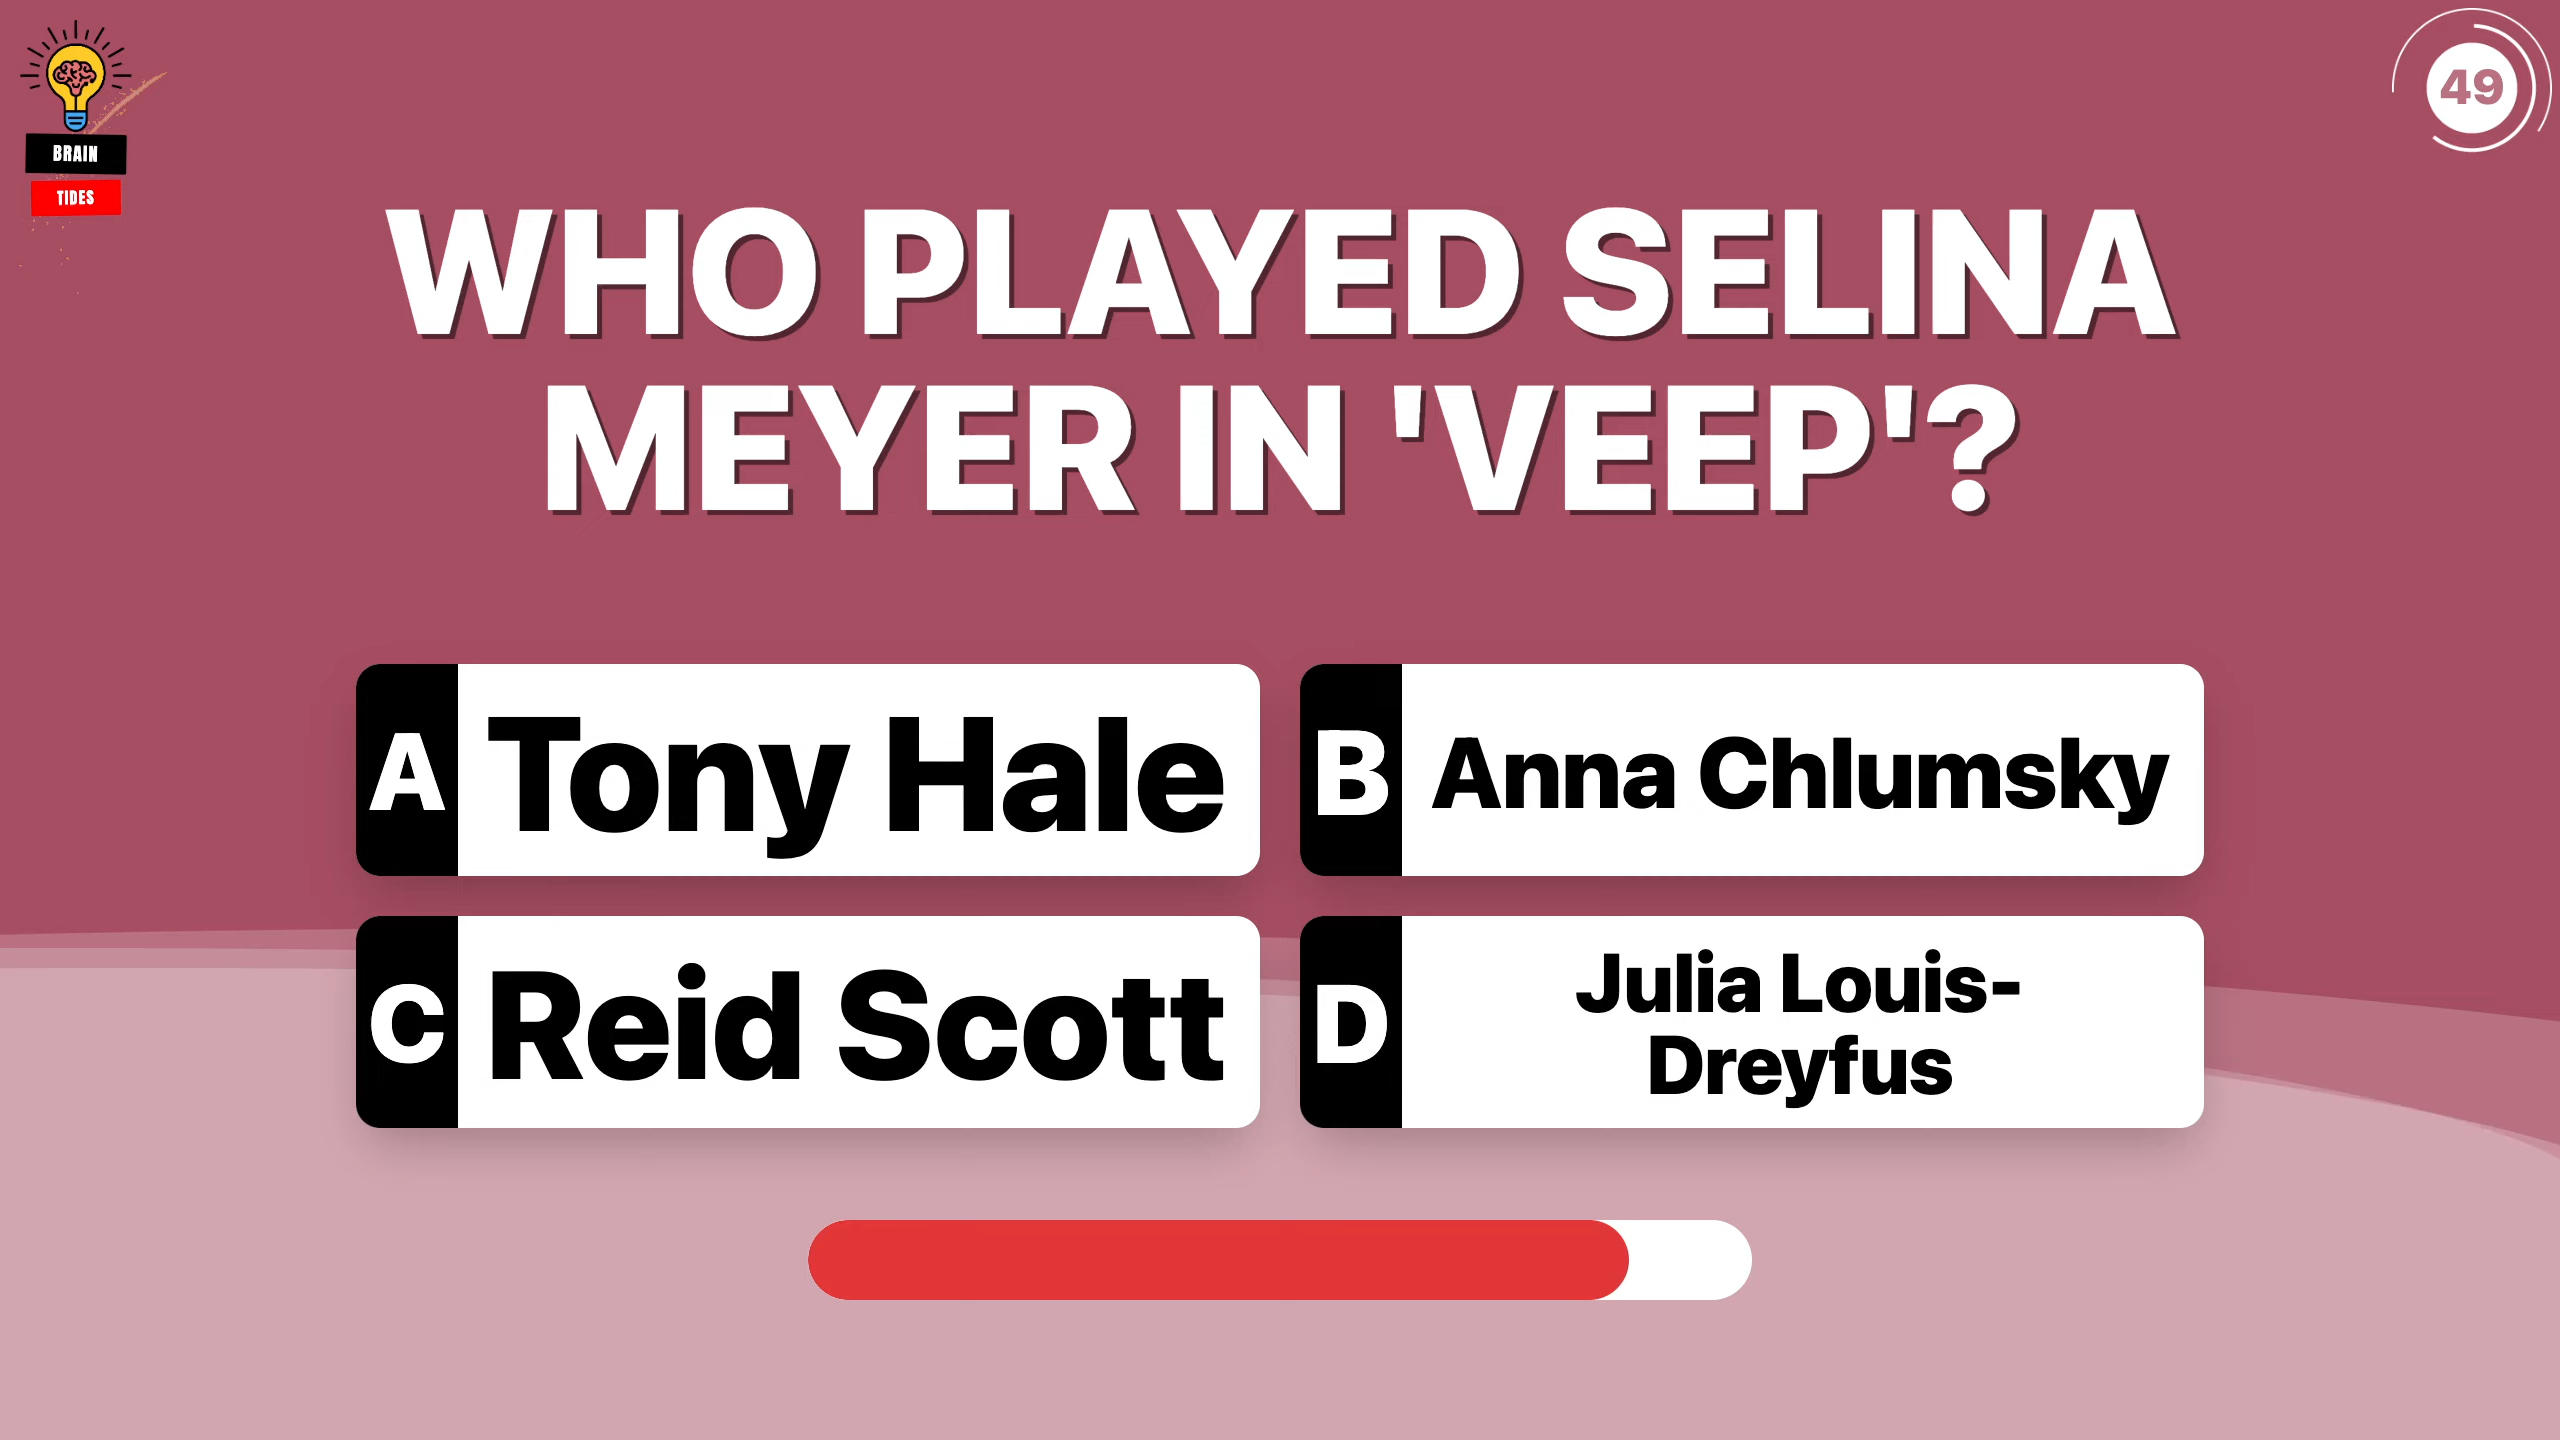 BRAIN
TIDES
49
WHO PLAYED SELINA
MEYER IN 'VEEP'?
A Tony Hale
B Anna Chlumsky
C Reid Scott
D Julia Louis-
Dreyfus